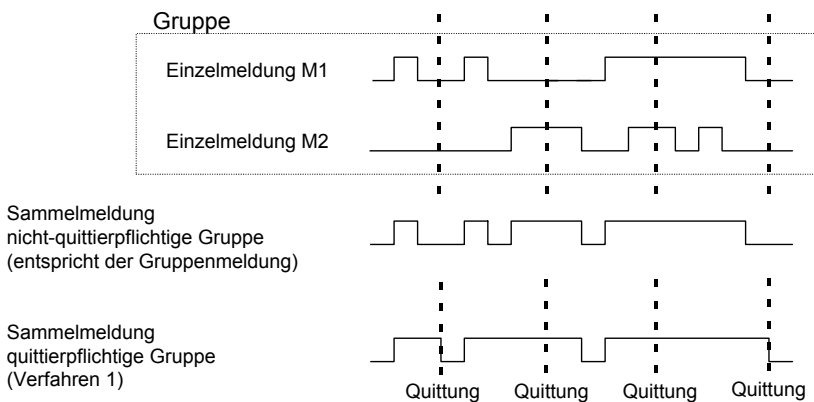 Gruppe
Einzelmeldung M1
Einzelmeldung M2
Sammelmeldung
nicht-quittierpflichtige Gruppe
(entspricht der Gruppenmeldung)
Sammelmeldung
quittierpflichtige Gruppe
(Verfahren 1)
Quittung Quittung Quittung Quittung